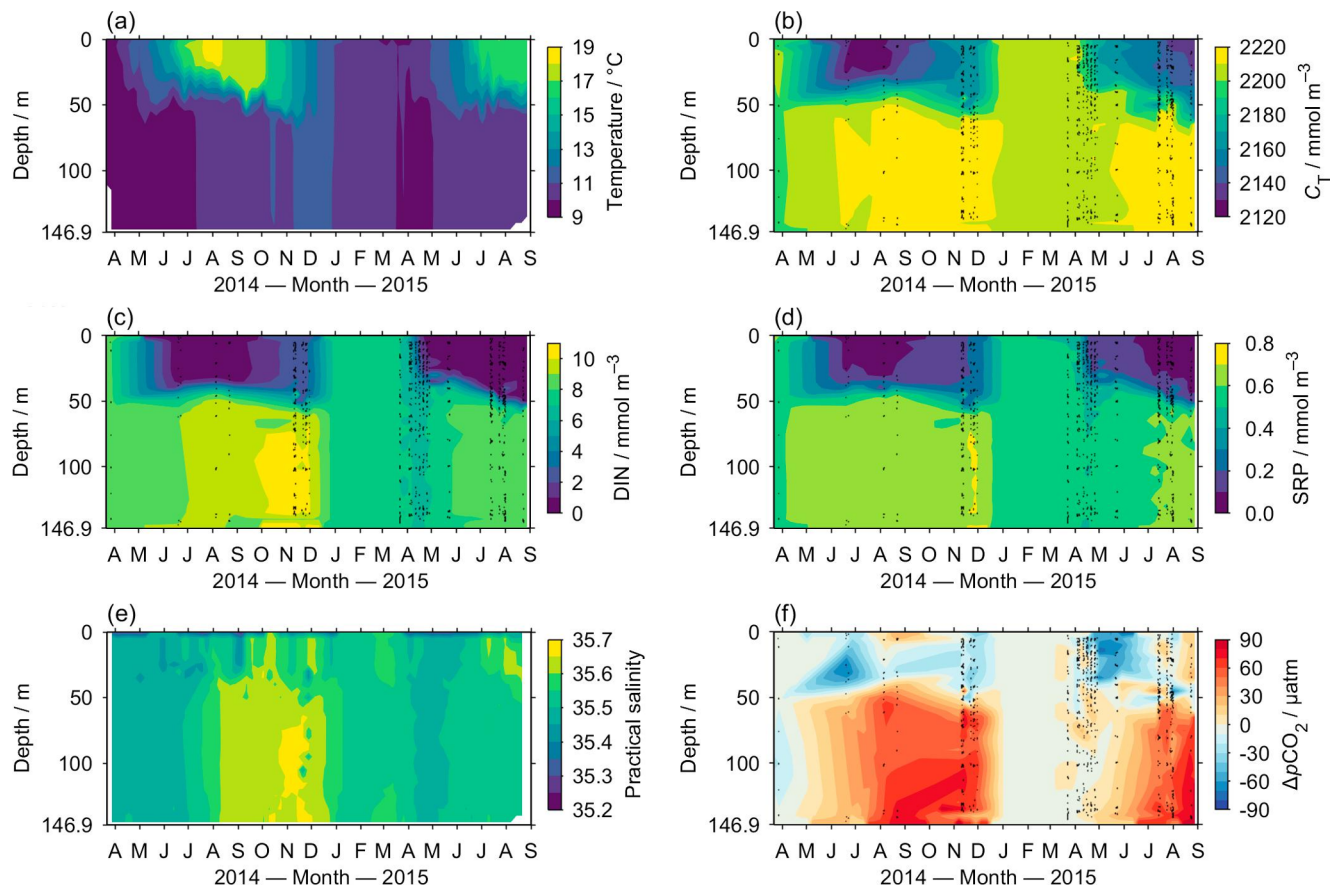 (a)
0
50
100
146.9
Depth / m
A M J J A S O N D J F M A M J J A S
2014 — Month — 2015
19
17
15
13
11
9
Temperature / °C
(b)
0
50
100
146.9
Depth / m
A M J J A S O N D J F M A M J J A S
2014 — Month — 2015
2220
2200
2180
2160
2140
2120
C_T / mmol m⁻³
(c)
0
50
100
146.9
Depth / m
A M J J A S O N D J F M A M J J A S
2014 — Month — 2015
10
8
6
4
2
0
DIN / mmol m⁻³
(d)
0
50
100
146.9
Depth / m
A M J J A S O N D J F M A M J J A S
2014 — Month — 2015
0.8
0.6
0.4
0.2
0.0
SRP / mmol m⁻³
(e)
0
50
100
146.9
Depth / m
A M J J A S O N D J F M A M J J A S
2014 — Month — 2015
35.7
35.6
35.5
35.4
35.3
35.2
Practical salinity
(f)
0
50
100
146.9
Depth / m
A M J J A S O N D J F M A M J J A S
2014 — Month — 2015
90
60
30
0
-30
-60
-90
ΔpCO₂ / µatm